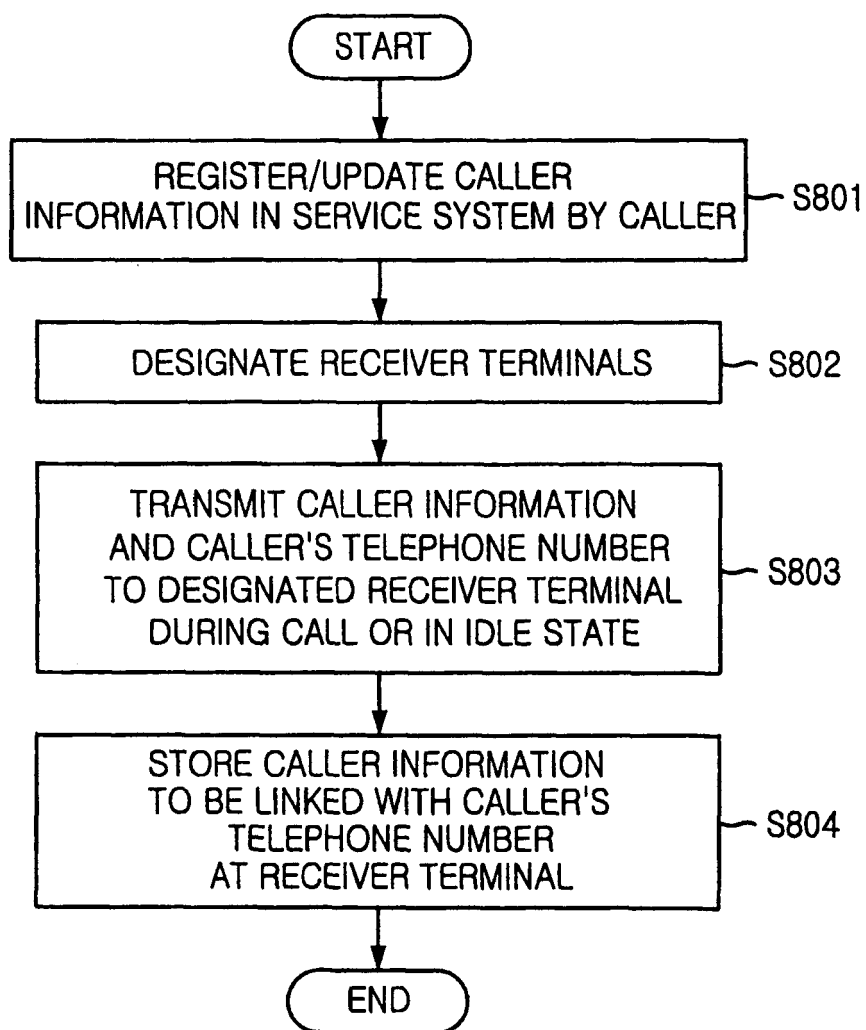 START
REGISTER/UPDATE CALLER
INFORMATION IN SERVICE SYSTEM BY CALLER
S801
DESIGNATE RECEIVER TERMINALS
S802
TRANSMIT CALLER INFORMATION
AND CALLER'S TELEPHONE NUMBER
TO DESIGNATED RECEIVER TERMINAL
DURING CALL OR IN IDLE STATE
S803
STORE CALLER INFORMATION
TO BE LINKED WITH CALLER'S
TELEPHONE NUMBER
AT RECEIVER TERMINAL
S804
END